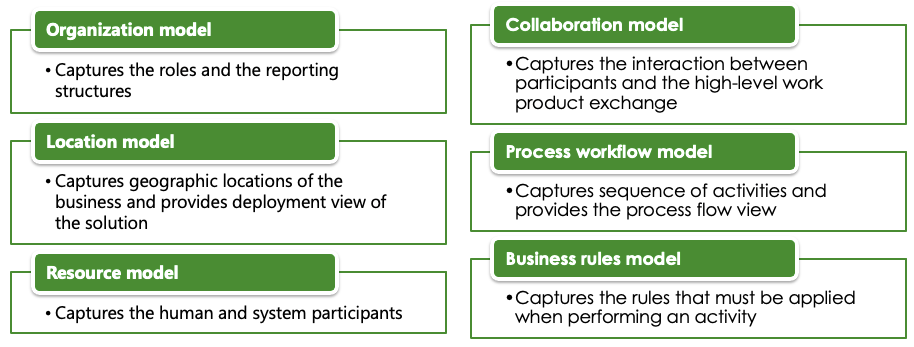 Organization model
• Captures the roles and the reporting
structures
Location model
• Captures geographic locations of the
business and provides deployment view of
the solution
Resource model
• Captures the human and system participants
Collaboration model
•Captures the interaction between
participants and the high-level work
product exchange
Process workflow model
•Captures sequence of activities and
provides the process flow view
Business rules model
•Captures the rules that must be applied
when performing an activity